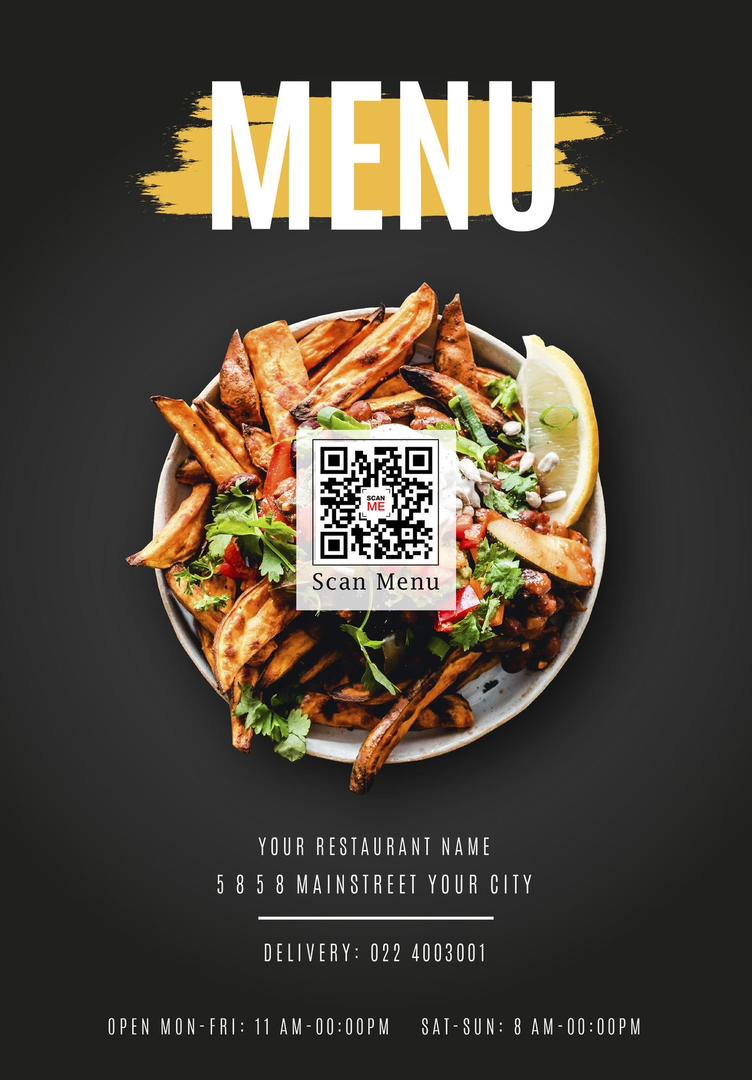 MENU
SCAN
ME
Scan Menu
YOUR RESTAURANT NAME
5 8 5 8 MAINSTREET YOUR CITY
DELIVERY: 022 4003001
OPEN MON-FRI: 11 AM-00:00PM SAT-SUN: 8 AM-00:00PM